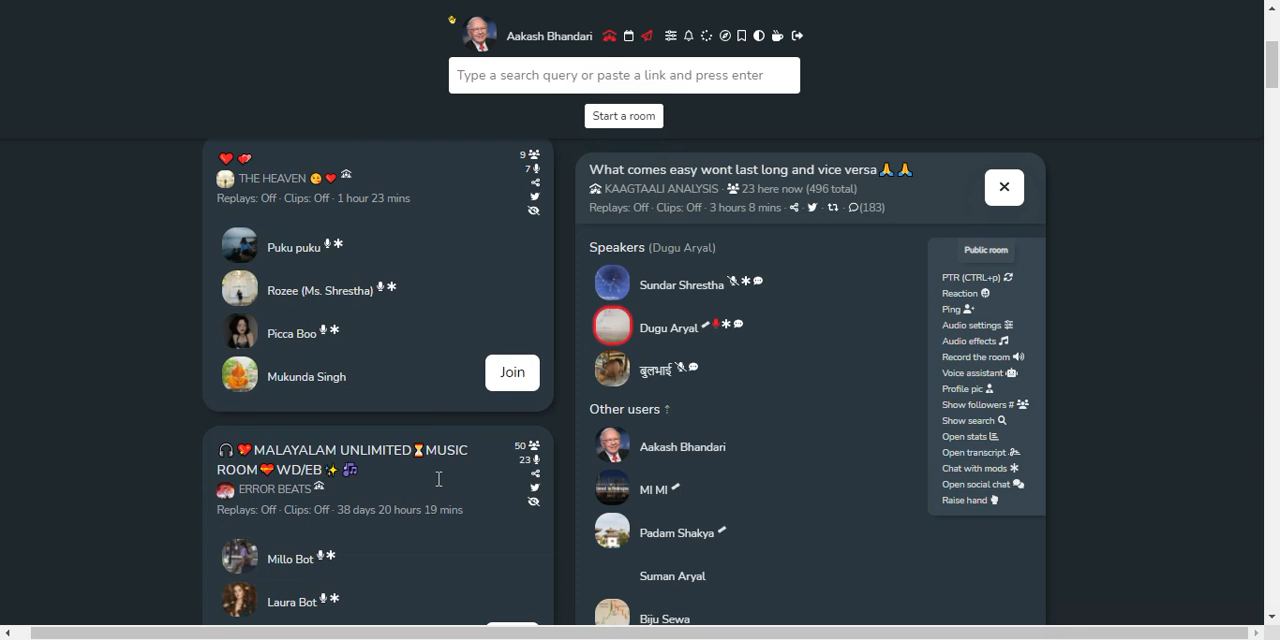 Aakash Bhandari
Type a search query or paste a link and press enter
Start a room
9
7
THE HEAVEN
Replays: Off · Clips: Off · 1 hour 23 mins
Puku puku
Rozee (Ms. Shrestha)
Picca Boo
Mukunda Singh
Join
MALAYALAM UNLIMITED⏳MUSIC
ROOM WD/EB
50
23
ERROR BEATS
Replays: Off · Clips: Off · 38 days 20 hours 19 mins
Millo Bot
Laura Bot
What comes easy wont last long and vice versa 🙏 🙏
KAAGTAALI ANALYSIS · 23 here now (496 total)
Replays: Off · Clips: Off · 3 hours 8 mins · (183)
Speakers (Dugu Aryal)
Sundar Shrestha
Dugu Aryal
बुलभाई
Other users ↑
Aakash Bhandari
MI MI
Padam Shakya
Suman Aryal
Biju Sewa
Public room
PTR (CTRL+p)
Reaction
Ping
Audio settings
Audio effects
Record the room
Voice assistant
Profile pic
Show followers #
Show search
Open stats
Open transcript
Chat with mods
Open social chat
Raise hand